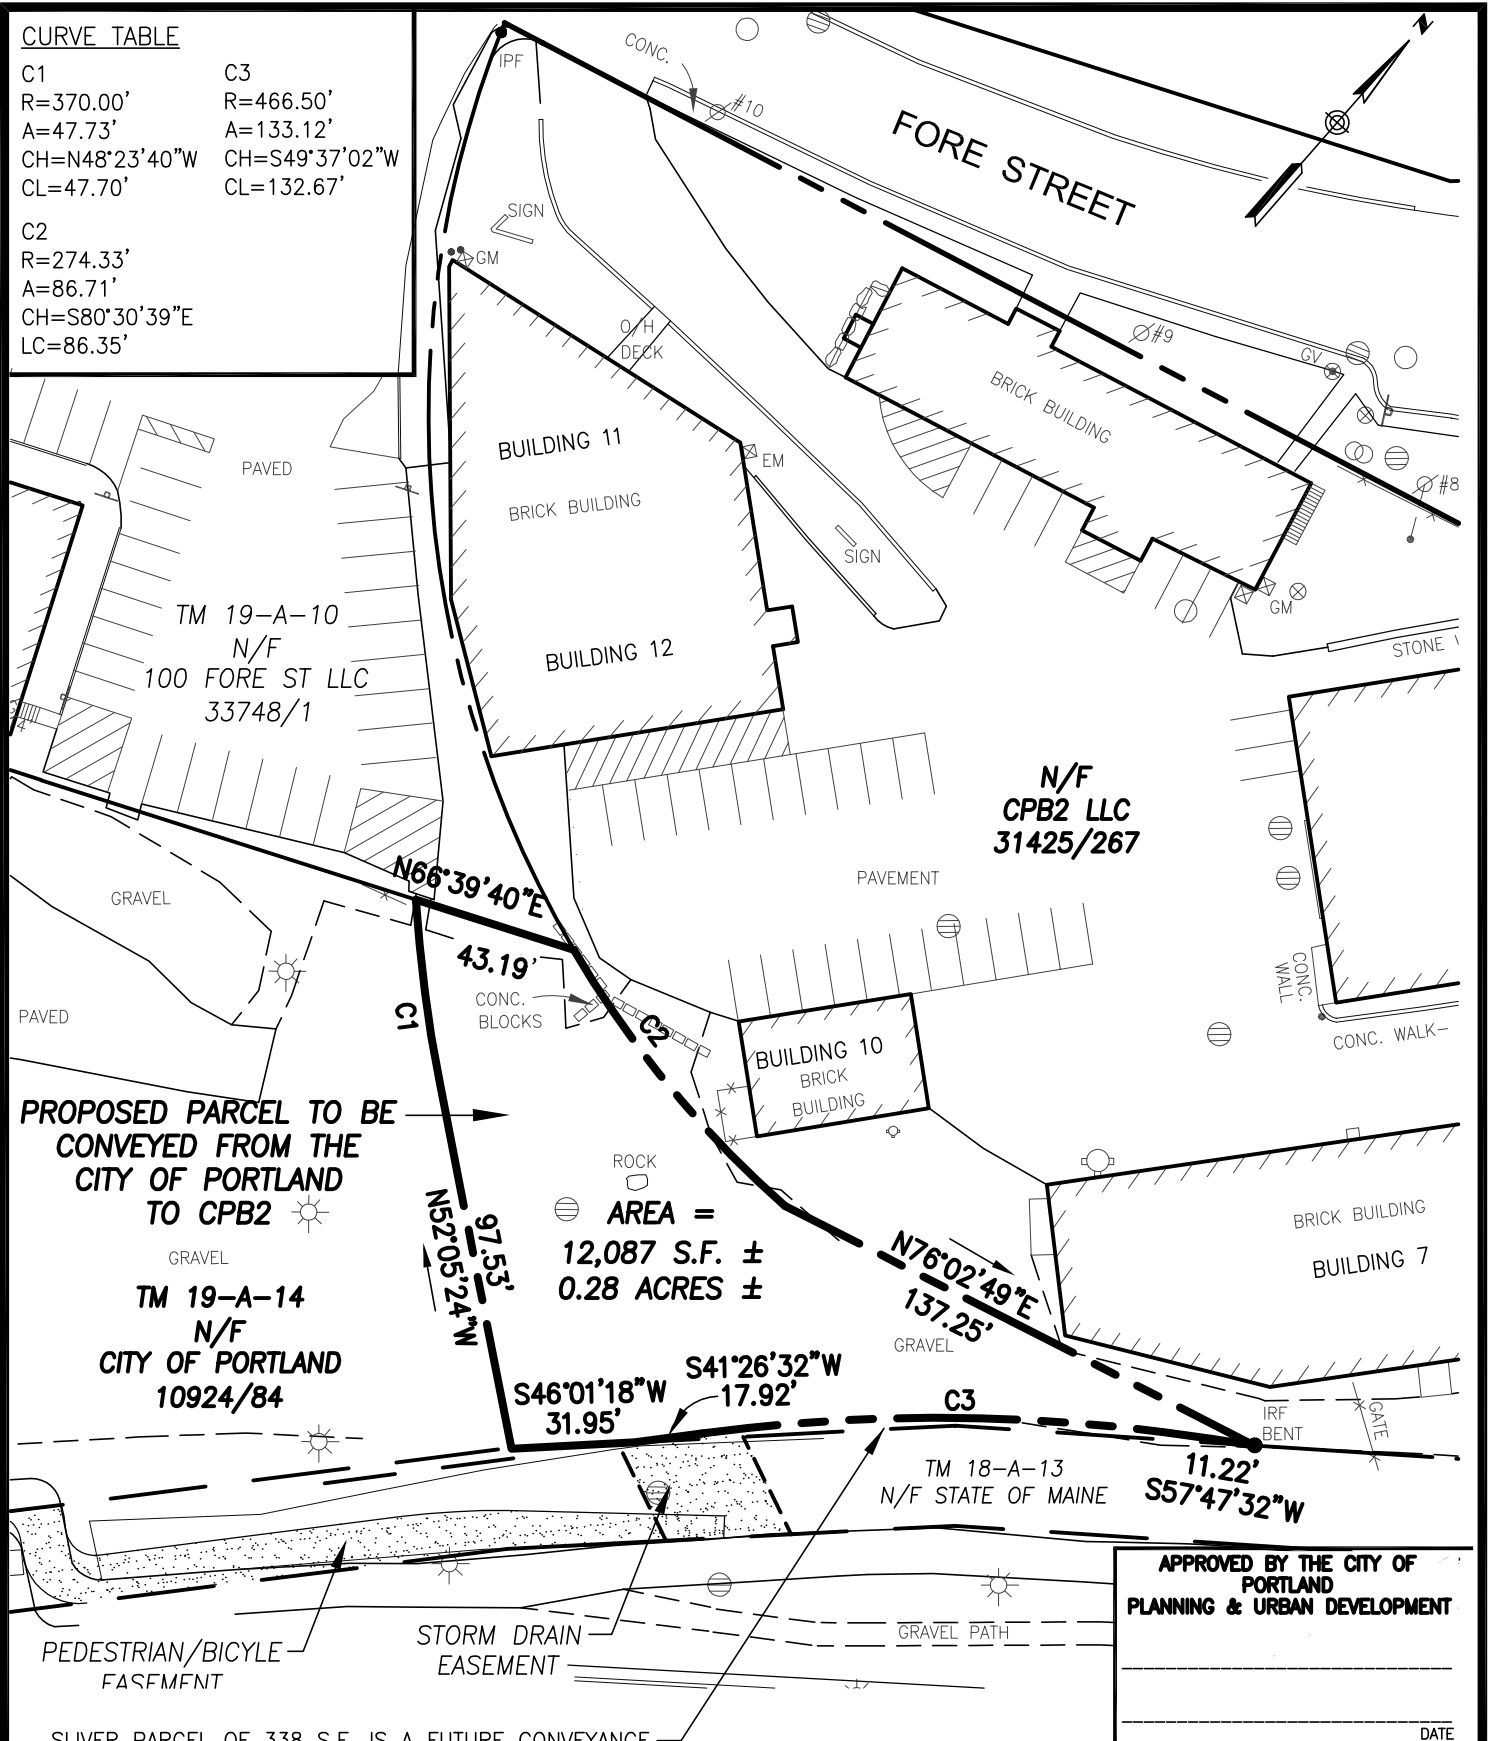 CURVE TABLE
C1
R=370.00'
A=47.73'
CH=N48°23'40"W
CL=47.70'
C3
R=466.50'
A=133.12'
CH=S49°37'02"W
CL=132.67'
C2
R=274.33'
A=86.71'
CH=S80°30'39"E
LC=86.35'
IPF
CONC.
#10
N
FORE STREET
SIGN
GM
O/H
DECK
#9
GV
BRICK BUILDING
#8
BUILDING 11
BRICK BUILDING
EM
SIGN
PAVED
TM 19-A-10
N/F
100 FORE ST LLC
33748/1
BUILDING 12
GM
STONE
N/F
CPB2 LLC
31425/267
PAVEMENT
GRAVEL
N66°39'40"E
43.19'
CONC.
BLOCKS
C1
C2
PAVED
CONC.
WALL
CONC. WALK-
BUILDING 10
BRICK
BUILDING
PROPOSED PARCEL TO BE
CONVEYED FROM THE
CITY OF PORTLAND
TO CPB2
GRAVEL
TM 19-A-14
N/F
CITY OF PORTLAND
10924/84
ROCK
AREA =
12,087 S.F. ±
0.28 ACRES ±
N52°05'24"W
97.53'
N76°02'49"E
137.25'
GRAVEL
BRICK BUILDING
BUILDING 7
S46°01'18"W
31.95'
S41°26'32"W
17.92'
C3
IRF
BENT
GATE
11.22'
S57°47'32"W
TM 18-A-13
N/F STATE OF MAINE
PEDESTRIAN/BICYLE
EASEMENT
STORM DRAIN
EASEMENT
GRAVEL PATH
SLIVER PARCEL OF 338 S.F. IS A FUTURE CONVEYANCE
APPROVED BY THE CITY OF
PORTLAND
PLANNING & URBAN DEVELOPMENT
DATE